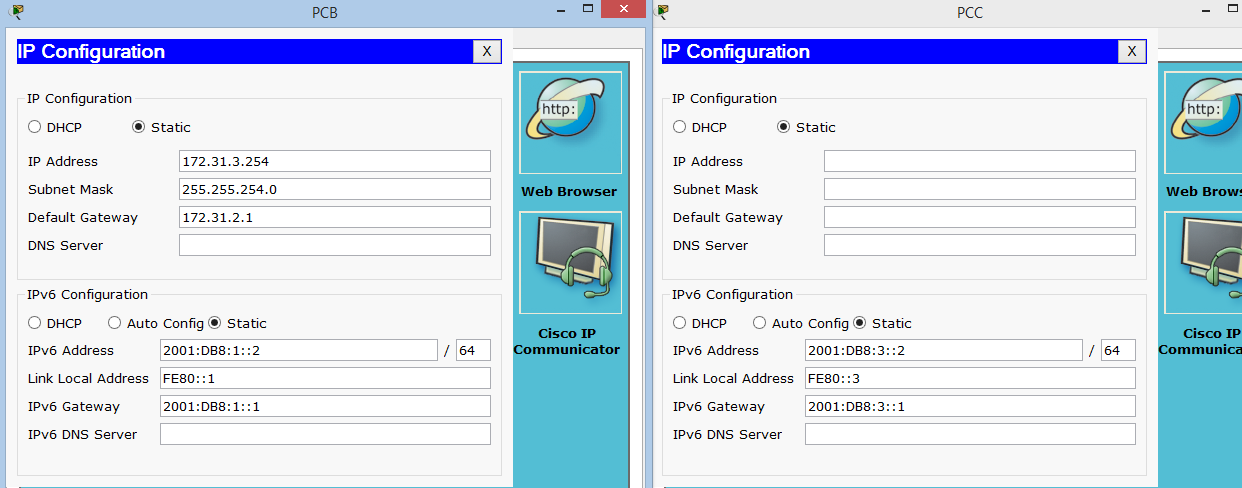 PCB
IP Configuration
X
IP Configuration
DHCP
Static
IP Address
172.31.3.254
Subnet Mask
255.255.254.0
Default Gateway
172.31.2.1
DNS Server
IPv6 Configuration
DHCP
Auto Config
Static
IPv6 Address
2001:DB8:1::2
/
64
Link Local Address
FE80::1
IPv6 Gateway
2001:DB8:1::1
IPv6 DNS Server
http:
Web Browser
Cisco IP
Communicator
PCC
IP Configuration
X
IP Configuration
DHCP
Static
IP Address
Subnet Mask
Default Gateway
DNS Server
IPv6 Configuration
DHCP
Auto Config
Static
IPv6 Address
2001:DB8:3::2
/
64
Link Local Address
FE80::3
IPv6 Gateway
2001:DB8:3::1
IPv6 DNS Server
http:
Web Brows
Cisco IP
Communica